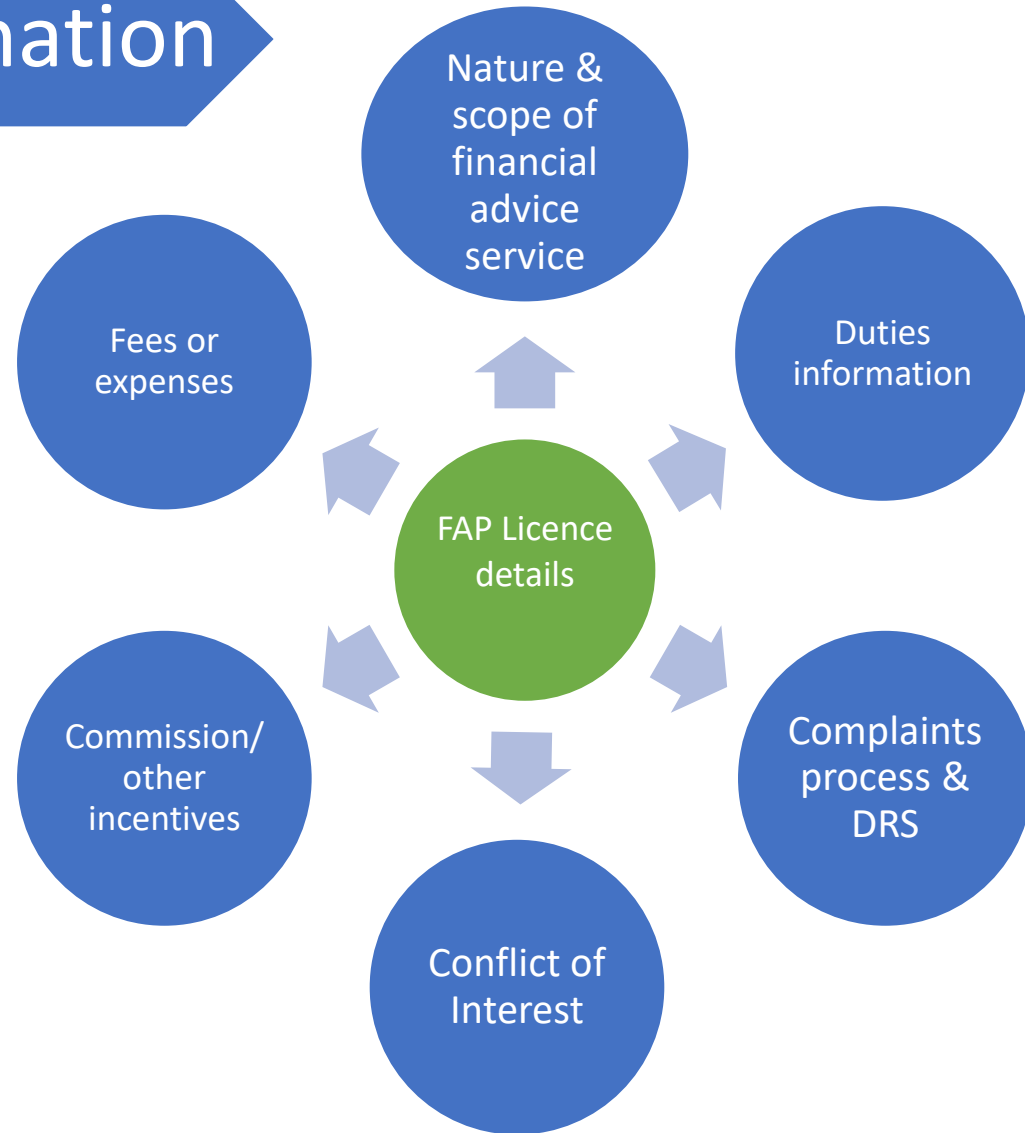 Nature &
scope of
financial
advice
service
Duties
information
Complaints
process &
DRS
Conflict of
Interest
Commission/
other
incentives
Fees or
expenses
FAP Licence
details